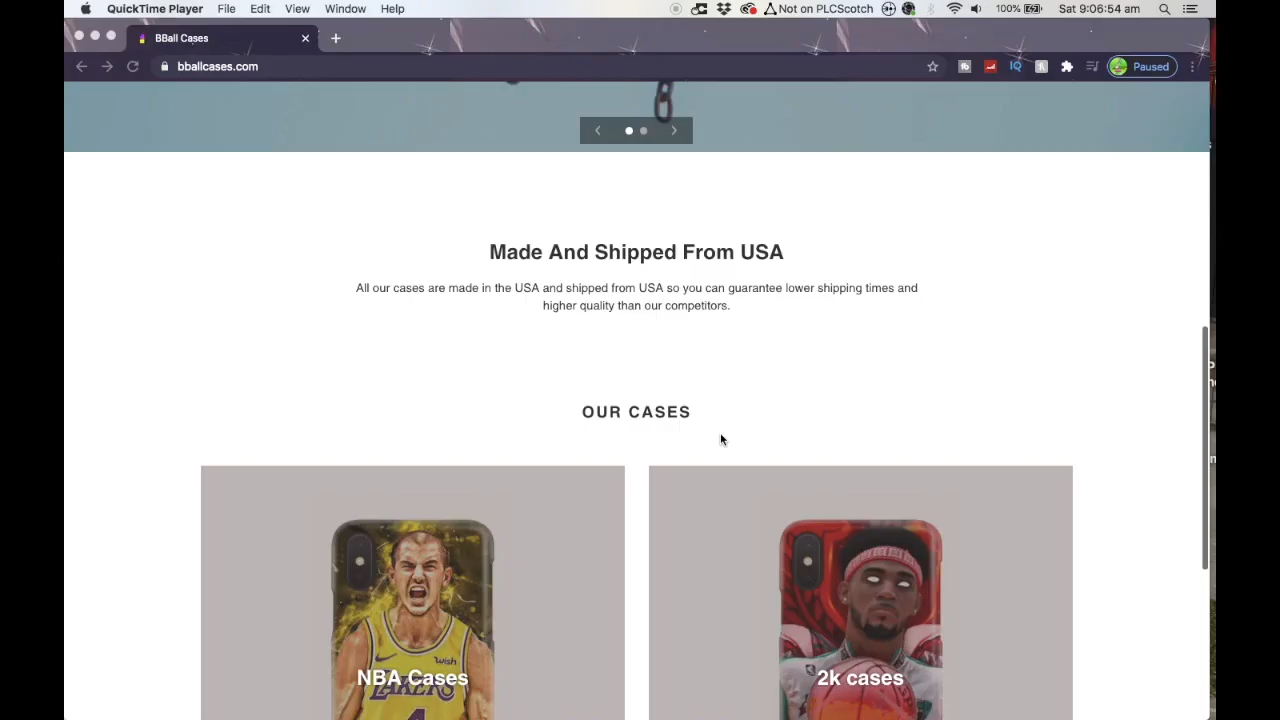 QuickTime Player File Edit View Window Help Not on PLCScotch 100% Sat 9:06:54 am
BBall Cases
bballcases.com Paused
Made And Shipped From USA
All our cases are made in the USA and shipped from USA so you can guarantee lower shipping times and
higher quality than our competitors.
OUR CASES
wish
LAKERS
4
NBA Cases
2k cases